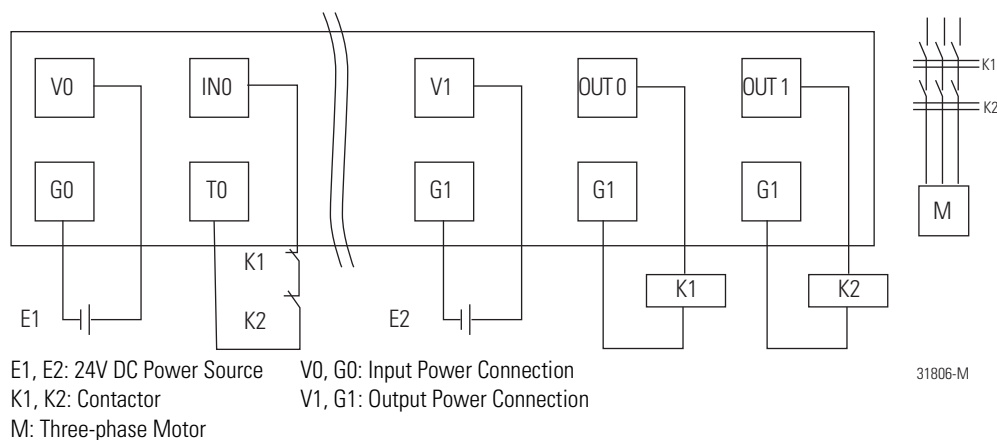 V0 IN0 V1 OUT 0 OUT 1 K1
K2
G0 T0 G1 G1 G1 M
K1
K1 K2
E1 K2 E2
E1, E2: 24V DC Power Source V0, G0: Input Power Connection
K1, K2: Contactor V1, G1: Output Power Connection
M: Three-phase Motor
31806-M